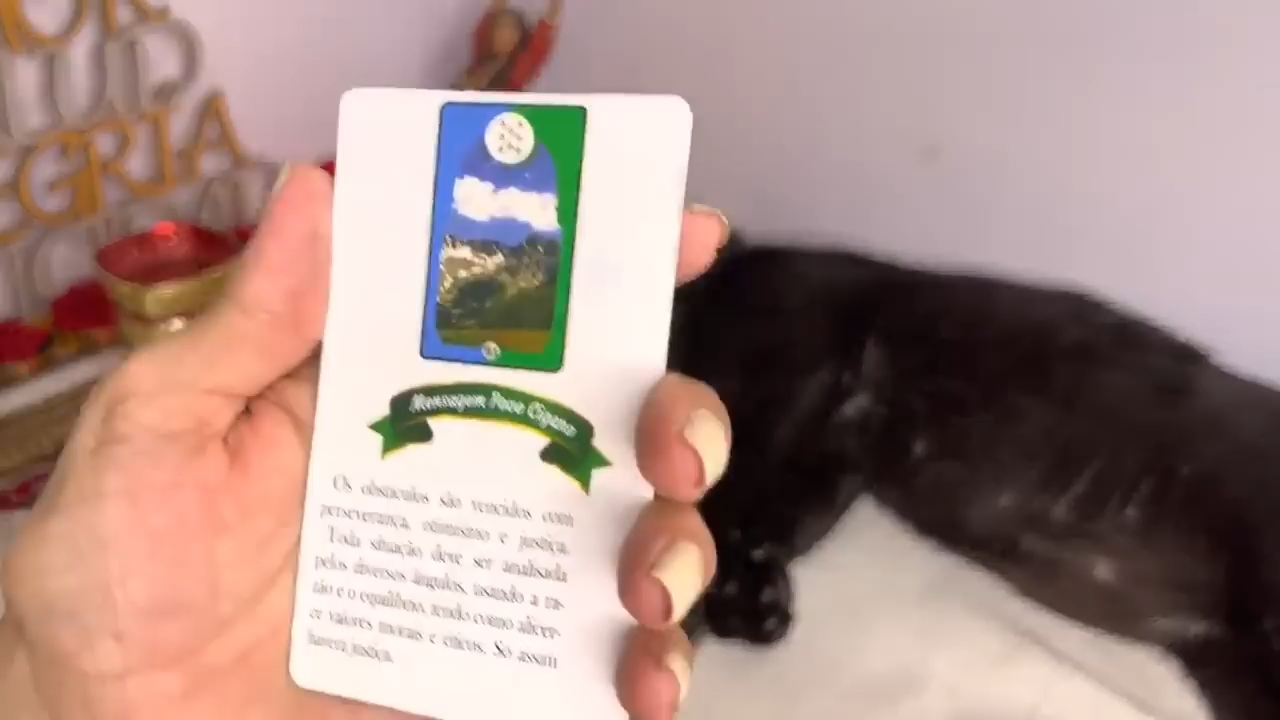 EGRIA
Mensagem Povo Cigano
Os obstáculos são vencidos com
perseverança, otimismo e justiça.
Toda situação deve ser analisada
pelos diversos ângulos, usando a ra-
zão e o equilíbrio, tendo como alicer-
ce valores morais e éticos. Só assim
haverá justiça.